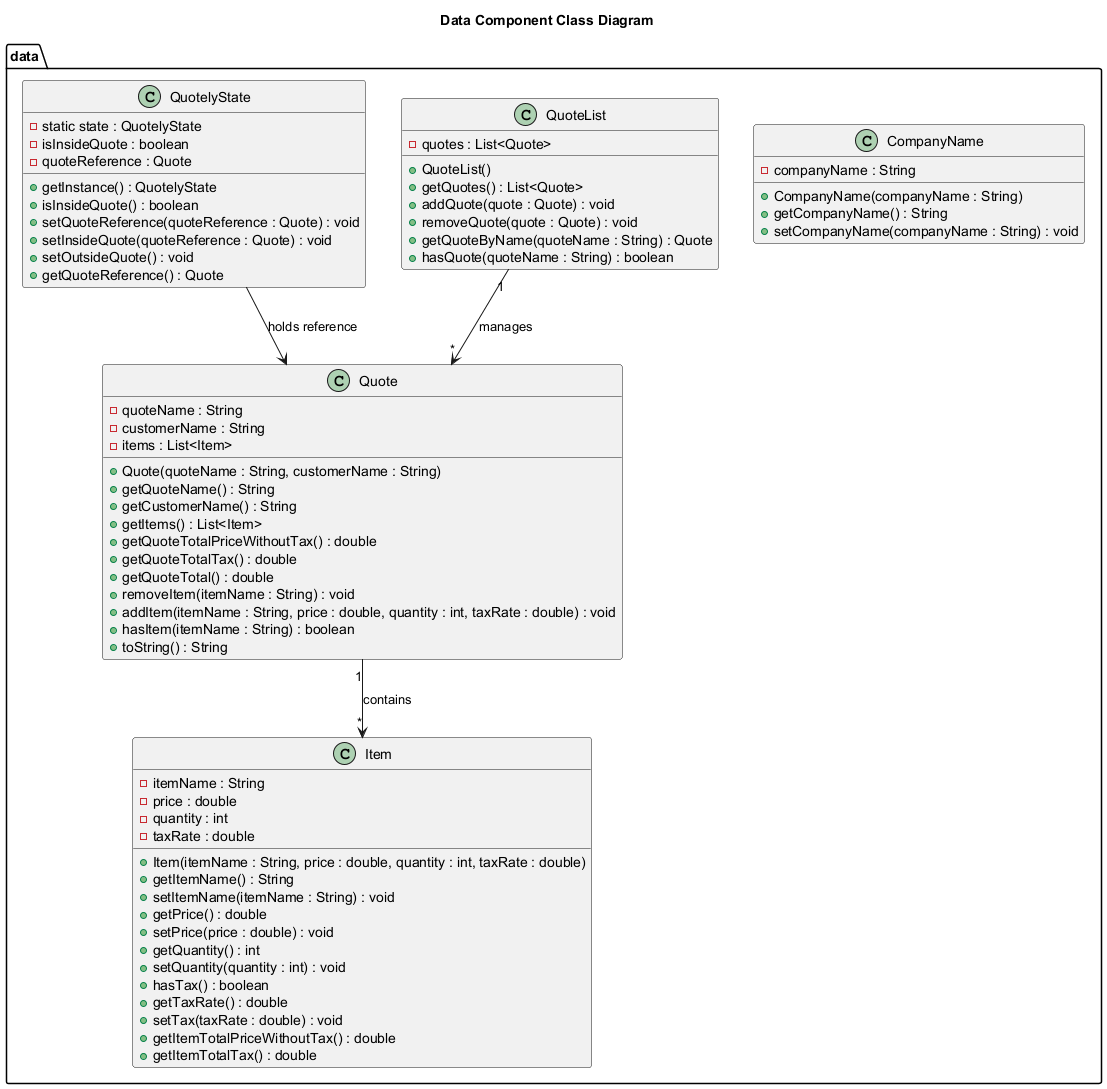 Data Component Class Diagram
data
C QuotelyState
static state : QuotelyState
isInsideQuote : boolean
quoteReference : Quote
getInstance() : QuotelyState
isInsideQuote() : boolean
setQuoteReference(quoteReference : Quote) : void
setInsideQuote(quoteReference : Quote) : void
setOutsideQuote() : void
getQuoteReference() : Quote
C QuoteList
quotes : List<Quote>
QuoteList()
getQuotes() : List<Quote>
addQuote(quote : Quote) : void
removeQuote(quote : Quote) : void
getQuoteByName(quoteName : String) : Quote
hasQuote(quoteName : String) : boolean
C CompanyName
companyName : String
CompanyName(companyName : String)
getCompanyName() : String
setCompanyName(companyName : String) : void
holds reference
1
manages
*
C Quote
quoteName : String
customerName : String
items : List<Item>
Quote(quoteName : String, customerName : String)
getQuoteName() : String
getCustomerName() : String
getItems() : List<Item>
getQuoteTotalPriceWithoutTax() : double
getQuoteTotalTax() : double
getQuoteTotal() : double
removeItem(itemName : String) : void
addItem(itemName : String, price : double, quantity : int, taxRate : double) : void
hasItem(itemName : String) : boolean
toString() : String
1
contains
*
C Item
itemName : String
price : double
quantity : int
taxRate : double
Item(itemName : String, price : double, quantity : int, taxRate : double)
getItemName() : String
setItemName(itemName : String) : void
getPrice() : double
setPrice(price : double) : void
getQuantity() : int
setQuantity(quantity : int) : void
hasTax() : boolean
getTaxRate() : double
setTax(taxRate : double) : void
getItemTotalPriceWithoutTax() : double
getItemTotalTax() : double